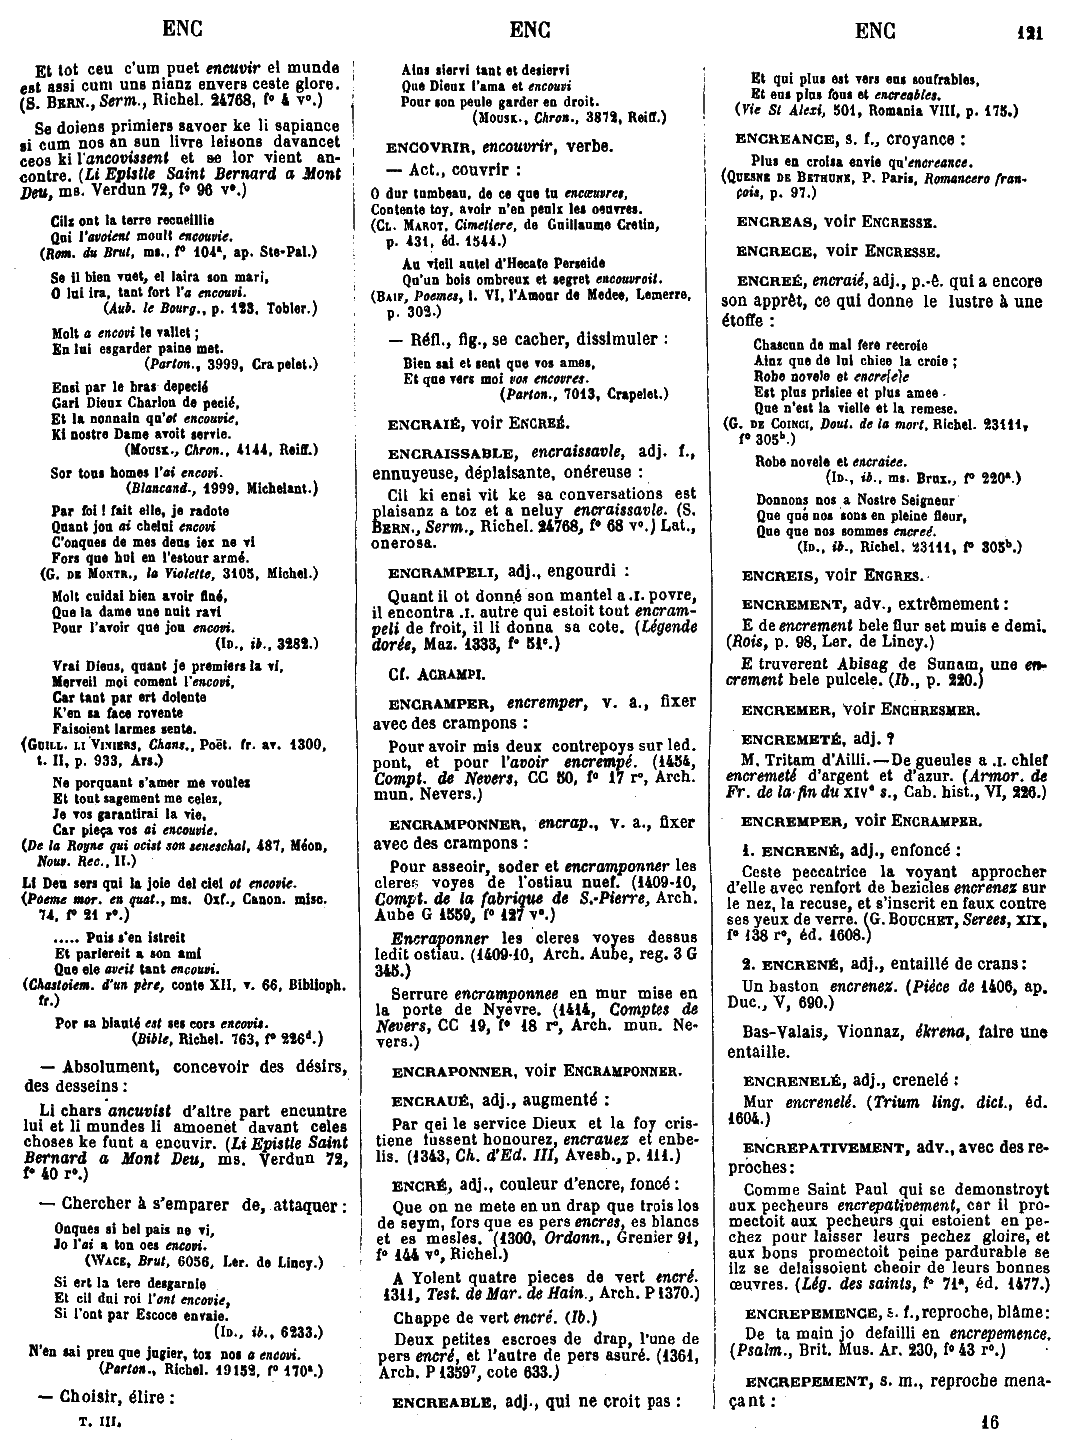 ENC
ENC
ENC
121
Et tot ceu c'um puet encuvir el munde
est assi cum uns nianz envers ceste glore.
(S. BERN., Serm., Richel. 24768, f° 4 v°.)
Se doiens primiers savoer ke li sapiance
si cum nos an sun livre leisons davancet
ceos ki l'ancovissent et se lor vient an-
contre. (Li Epistle Saint Bernard a Mont
Deu, ms. Verdun 72, f° 96 v°.)
Cilz ont la terre recueillie
Qui l'avoient moult encouvie.
(Rom. du Brut, ms., f° 104ᵃ, ap. Ste-Pal.)
Se il bien vuet, el laira son mari,
O lui ira, tant fort l'a encouvi.
(Aub. le Bourg., p. 123, Tobler.)
Molt a encovi le vallet ;
En lui esgarder paine met.
(Parton., 3999, Crapelet.)
Ensi par le bras depecié
Gari Dieux Charlon de pecié,
Et la nonnain qu'ot encouvie,
Ki nostre Dame avoit servie.
(MOUSK., Chron., 4144, Reiff.)
Sor tous homes l'ai encovi.
(Blancand., 1999, Michelant.)
Par foi ! fait elle, je radote
Quant jou ai chelui encovi
C'onques de mes deus iex ne vi
Fors que hui en l'estour armé.
(G. DE MONTR., la Violette, 3105, Michel.)
Molt cuidai bien avoir finé,
Que la dame une nuit ravi
Pour l'avoir que jou encovi.
(ID., ib., 3282.)
Vrai Dieus, quant je premiers la vi,
Merveil moi coment l'encovi,
Car tant par ert dolente
K'en sa face rovente
Faisoient larmes sente.
(GUILL. LI VINIERS, Chans., Poët. fr. av. 1300,
t. II, p. 933, Ars.)
Ne porquant s'amer me voulez
Et tout sagement me celez,
Je vos garantirai la vie,
Car pieça vos ai encouvie.
(De la Royne qui ocist son seneschal, 487, Méon,
Nouv. Rec., II.)
Li Deu sers qui la joie del ciel ot encovie.
(Poeme mor. en quat., ms. Oxf., Canon. misc.
74, f° 21 r°.)
..... Puis s'en istreit
Et parlereit a son ami
Que ele aveit tant encouvi.
(Chastoiem. d'un père, conte XII, v. 66, Biblioph.
fr.)
Por sa biauté est ses cors encovis.
(Bible, Richel. 763, f° 226ᵈ.)
— Absolument, concevoir des désirs,
des desseins :
Li chars ancuvist d'altre part encuntre
lui et li mundes li amoenet davant celes
choses ke funt a encuvir. (Li Epistle Saint
Bernard a Mont Deu, ms. Verdun 72,
f° 40 r°.)
— Chercher à s'emparer de, attaquer :
Onques si bel pais ne vi,
Jo l'ai a ton oes encovi.
(WACE, Brut, 6056, Ler. de Lincy.)
Si ert la tere desgarnie
Et cil dui roi l'ont encovie,
Si l'ont par Escoce envaie.
(ID., ib., 6233.)
N'en sai preu que jugier, toz nos a encovi.
(Parton., Richel. 19152, f° 170ᵃ.)
— Choisir, élire :
T. III.
Ains siervi tant et desiervi
Que Dieux l'ama et encouvi
Pour son peule garder en droit.
(MOUSK., Chron., 3872, Reiff.)
ENCOVRIR, encouvrir, verbe.
— Act., couvrir :
O dur tumbeau, de ce que tu encœuvres,
Contente toy, avoir n'en peulx les oeuvres.
(CL. MAROT, Cimetiere, de Guillaume Cretin,
p. 431, éd. 1544.)
Au vieil autel d'Hecate Perseide
Qu'un bois ombreux et segret encouvroit.
(BAIF, Poemes, l. VI, l'Amour de Medee, Lemerre,
p. 302.)
— Réfl., fig., se cacher, dissimuler :
Bien sai et sent que vos ames,
Et que vers moi vos encovres.
(Parton., 7013, Crapelet.)
ENCRAIÉ, voir ENCREÉ.
ENCRAISSABLE, encraissavle, adj. f.,
ennuyeuse, déplaisante, onéreuse :
Cil ki ensi vit ke sa conversations est
plaisanz a toz et a neluy encraissavle. (S.
BERN., Serm., Richel. 24768, f° 68 v°.) Lat.,
onerosa.
ENCRAMPELI, adj., engourdi :
Quant il ot donné son mantel a .I. povre,
il encontra .I. autre qui estoit tout encram-
peli de froit, il li donna sa cote. (Légende
dorée, Maz. 1333, f° 51ᶜ.)
Cf. ACRAMPI.
ENCRAMPER, encremper, v. a., fixer
avec des crampons :
Pour avoir mis deux contrepoys sur led.
pont, et pour l'avoir encrempé. (1454,
Compt. de Nevers, CC 50, f° 17 r°, Arch.
mun. Nevers.)
ENCRAMPONNER, encrap., v. a., fixer
avec des crampons :
Pour asseoir, soder et encramponner les
cleres voyes de l'ostiau nuef. (1409-10,
Compt. de la fabrique de S.-Pierre, Arch.
Aube G 1559, f° 127 v°.)
Encraponner les cleres voyes dessus
ledit ostiau. (1409-10, Arch. Aube, reg. 3 G
345.)
Serrure encramponnee en mur mise en
la porte de Nyevre. (1414, Comptes de
Nevers, CC 19, f° 18 r°, Arch. mun. Ne-
vers.)
ENCRAPONNER, voir ENCRAMPONNER.
ENCRAUÉ, adj., augmenté :
Par qei le service Dieux et la foy cris-
tiene fussent honourez, encrauez et enbe-
lis. (1343, Ch. d'Ed. III, Avesb., p. 111.)
ENCRÉ, adj., couleur d'encre, foncé :
Que on ne mete en un drap que trois los
de seym, fors que es pers encres, es blancs
et es mesles. (1300, Ordonn., Grenier 91,
f° 144 v°, Richel.)
A Yolent quatre pieces de vert encré.
1311, Test. de Mar. de Hain., Arch. P 1370.)
Chappe de vert encré. (Ib.)
Deux petites escroes de drap, l'une de
pers encré, et l'autre de pers asuré. (1361,
Arch. P 1359⁷, cote 633.)
ENCREABLE, adj., qui ne croit pas :
Et qui plus est vers eus soufrables,
Et eus plus fous et encreables.
(Vie St Alexi, 501, Romania VIII, p. 175.)
ENCREANCE, s. f., croyance :
Plus en croisa envie qu'encreance.
(QUESNE DE BETHUNE, P. Paris, Romancero fran-
çois, p. 97.)
ENCREAS, voir ENCRESSE.
ENCRECE, voir ENCRESSE.
ENCREÉ, encraié, adj., p.-ê. qui a encore
son apprêt, ce qui donne le lustre à une
étoffe :
Chascun de mal fere recroie
Ainz que de lui chiee la croie ;
Robe novele et encre[e]e
Est plus prisiee et plus amee
Que n'est la vielle et la remese.
(G. DE COINCI, Dout. de la mort, Richel. 23111,
f° 305ᵇ.)
Robe novele et encraiee.
(ID., ib., ms. Brux., f° 220ᵃ.)
Donnons nos a Nostre Seigneur
Que que nos sons en pleine fleur,
Que que nos sommes encreé.
(ID., ib., Richel. 23111, f° 305ᵇ.)
ENCREIS, voir ENGRES.
ENCREMENT, adv., extrêmement :
E de encrement bele flur set muis e demi.
(Rois, p. 98, Ler. de Lincy.)
E truverent Abisag de Sunam, une en-
crement bele pulcele. (Ib., p. 220.)
ENCREMER, voir ENCHRESMER.
ENCREMETÉ, adj. ?
M. Tritam d'Ailli. — De gueules a .I. chief
encremeté d'argent et d'azur. (Armor. de
Fr. de la fin du XIVᵉ s., Cab. hist., VI, 226.)
ENCREMPER, voir ENCRAMPER.
1. ENCRENÉ, adj., enfoncé :
Ceste peccatrice la voyant approcher
d'elle avec renfort de bezicles encrenez sur
le nez, la recuse, et s'inscrit en faux contre
ses yeux de verre. (G. BOUCHET, Serees, XIX,
f° 138 r°, éd. 1608.)
2. ENCRENÉ, adj., entaillé de crans :
Un baston encrenez. (Piéce de 1406, ap.
Duc., V, 690.)
Bas-Valais, Vionnaz, ékrena, faire une
entaille.
ENCRENELÉ, adj., crenelé :
Mur encrenelé. (Trium ling. dict., éd.
1604.)
ENCREPATIVEMENT, adv., avec des re-
proches :
Comme Saint Paul qui se demonstroyt
aux pecheurs encrepativement, car il pro-
mectoit aux pecheurs qui estoient en pe-
chez pour laisser leurs pechez gloire, et
aux bons promectoit peine pardurable se
ilz se delaissoient cheoir de leurs bonnes
œuvres. (Lég. des saints, f° 71ᵃ, éd. 1477.)
ENCREPEMENCE, s. f., reproche, blâme :
De ta main jo defailli en encrepemence.
(Psalm., Brit. Mus. Ar. 230, f° 43 r°.)
ENCREPEMENT, s. m., reproche mena-
çant :
16